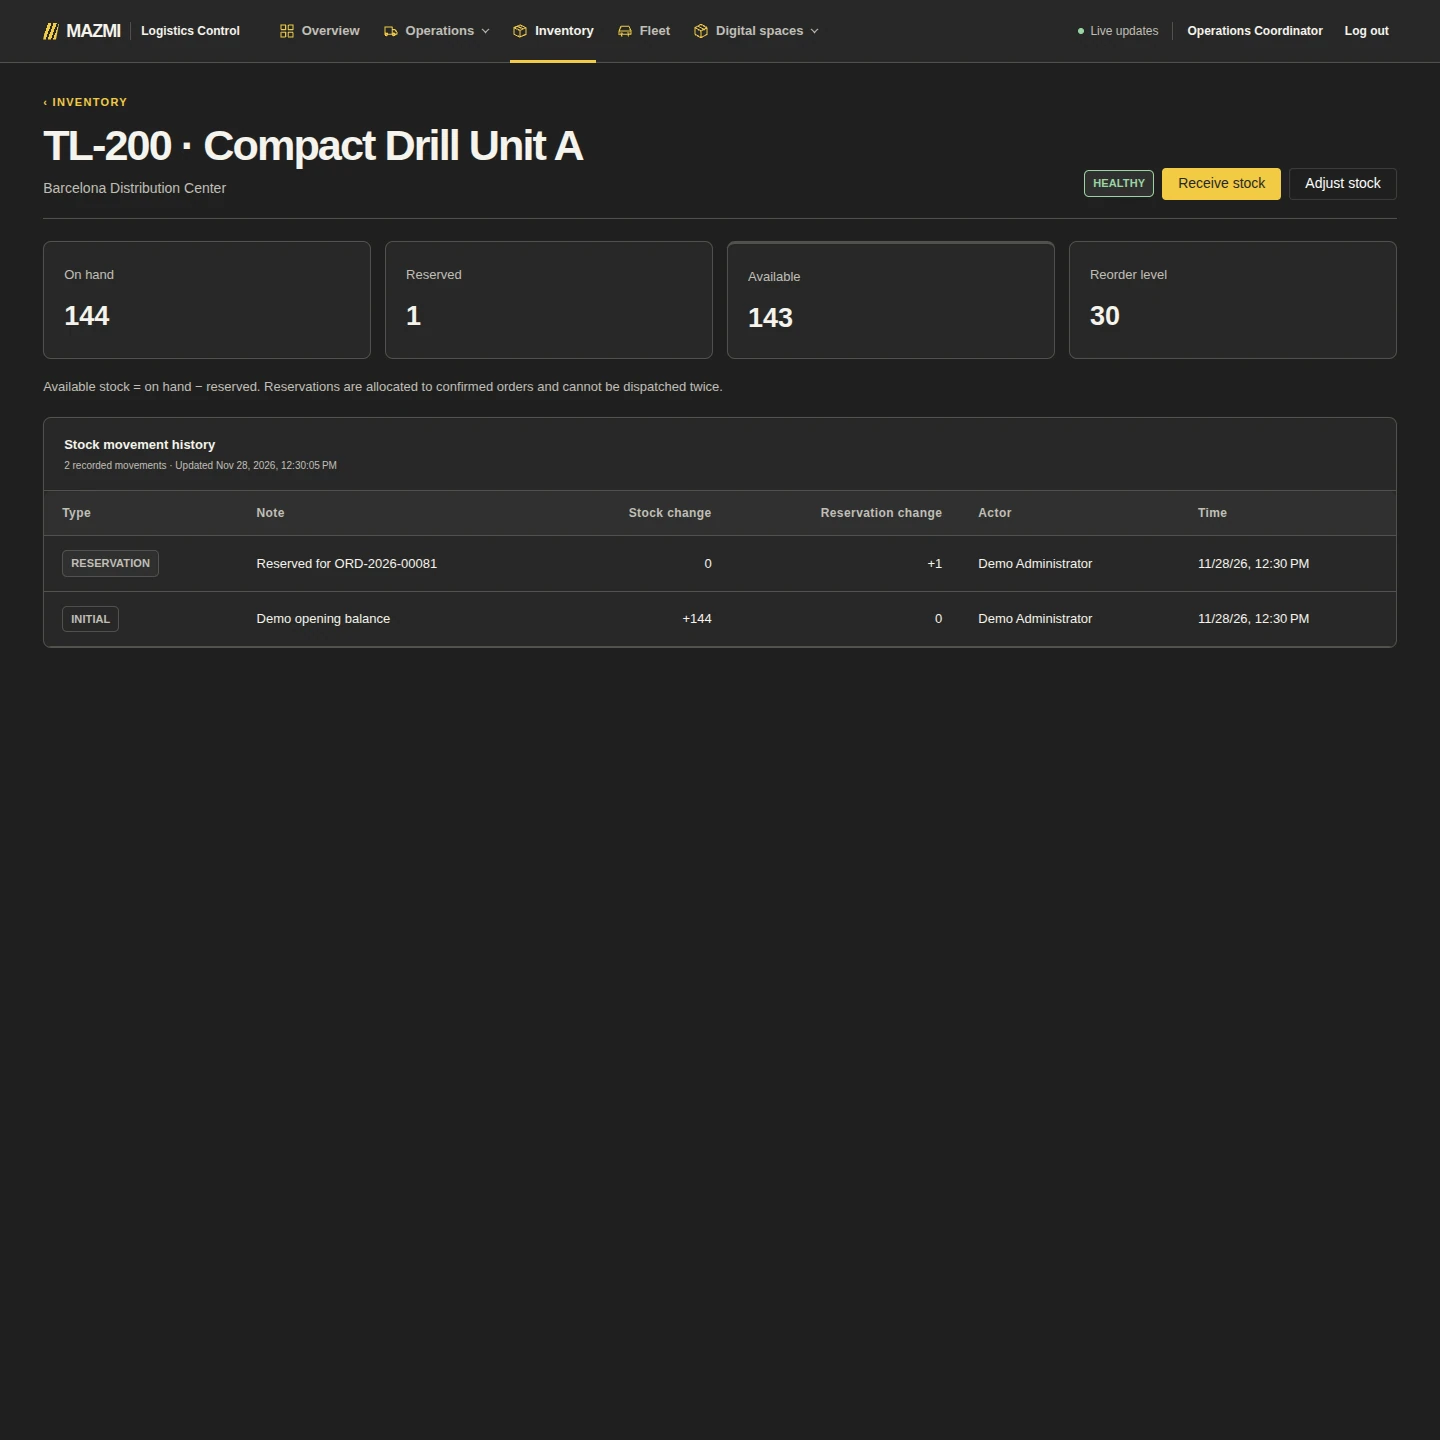 MAZMI Logistics Control Overview Operations Inventory Fleet Digital spaces Live updates Operations Coordinator Log out
‹ INVENTORY
TL-200 · Compact Drill Unit A
Barcelona Distribution Center
HEALTHY Receive stock Adjust stock
On hand Reserved Available Reorder level
144 1 143 30
Available stock = on hand − reserved. Reservations are allocated to confirmed orders and cannot be dispatched twice.
Stock movement history
2 recorded movements · Updated Nov 28, 2026, 12:30:05 PM
Type Note Stock change Reservation change Actor Time
RESERVATION Reserved for ORD-2026-00081 0 +1 Demo Administrator 11/28/26, 12:30 PM
INITIAL Demo opening balance +144 0 Demo Administrator 11/28/26, 12:30 PM